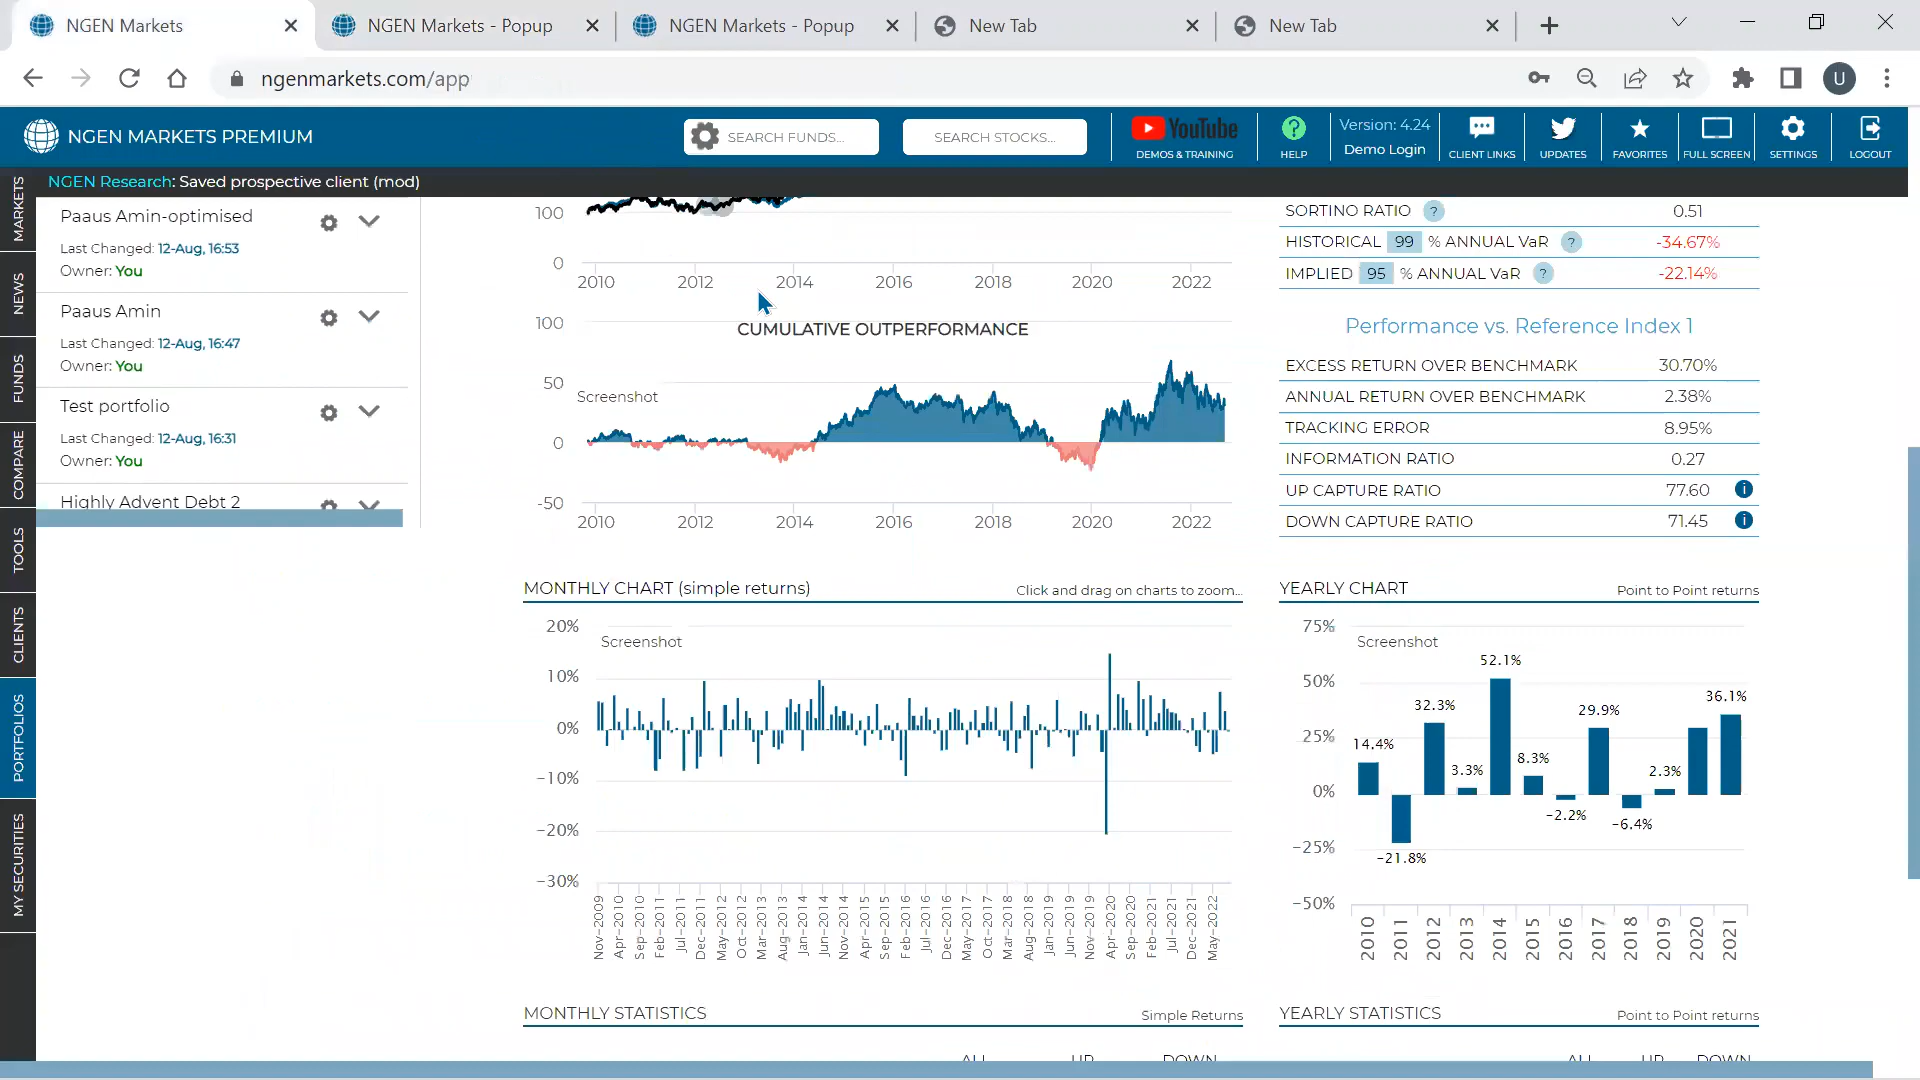 NGEN Markets
NGEN Markets - Popup
NGEN Markets - Popup
New Tab
New Tab
ngenmarkets.com/app
U
NGEN MARKETS PREMIUM
SEARCH FUNDS...
SEARCH STOCKS...
YouTube
DEMOS & TRAINING
?
HELP
Version: 4.24
Demo Login
CLIENT LINKS
UPDATES
FAVORITES
FULL SCREEN
SETTINGS
LOGOUT
NGEN Research: Saved prospective client (mod)
MARKETS
NEWS
FUNDS
COMPARE
TOOLS
CLIENTS
PORTFOLIOS
MY SECURITIES
Paaus Amin-optimised
Last Changed: 12-Aug, 16:53
Owner: You
Paaus Amin
Last Changed: 12-Aug, 16:47
Owner: You
Test portfolio
Last Changed: 12-Aug, 16:31
Owner: You
Highly Advent Debt 2
100
0
2010 2012 2014 2016 2018 2020 2022
CUMULATIVE OUTPERFORMANCE
100
50
0
-50
Screenshot
2010 2012 2014 2016 2018 2020 2022
SORTINO RATIO ? 0.51
HISTORICAL 99 % ANNUAL VaR ? -34.67%
IMPLIED 95 % ANNUAL VaR ? -22.14%
Performance vs. Reference Index 1
EXCESS RETURN OVER BENCHMARK 30.70%
ANNUAL RETURN OVER BENCHMARK 2.38%
TRACKING ERROR 8.95%
INFORMATION RATIO 0.27
UP CAPTURE RATIO 77.60 i
DOWN CAPTURE RATIO 71.45 i
MONTHLY CHART (simple returns) Click and drag on charts to zoom...
Screenshot
20%
10%
0%
-10%
-20%
-30%
Nov-2009 Apr-2010 Sep-2010 Feb-2011 Jul-2011 Dec-2011 May-2012 Oct-2012 Mar-2013 Aug-2013 Jan-2014 Jun-2014 Nov-2014 Apr-2015 Sep-2015 Feb-2016 Jul-2016 Dec-2016 May-2017 Oct-2017 Mar-2018 Aug-2018 Jan-2019 Jun-2019 Nov-2019 Apr-2020 Sep-2020 Feb-2021 Jul-2021 Dec-2021 May-2022
YEARLY CHART Point to Point returns
Screenshot
75%
50%
25%
0%
-25%
-50%
14.4% -21.8% 32.3% 3.3% 52.1% 8.3% -2.2% 29.9% -6.4% 2.3% 36.1%
2010 2011 2012 2013 2014 2015 2016 2017 2018 2019 2020 2021
MONTHLY STATISTICS Simple Returns
ALL UP DOWN
YEARLY STATISTICS Point to Point returns
ALL UP DOWN